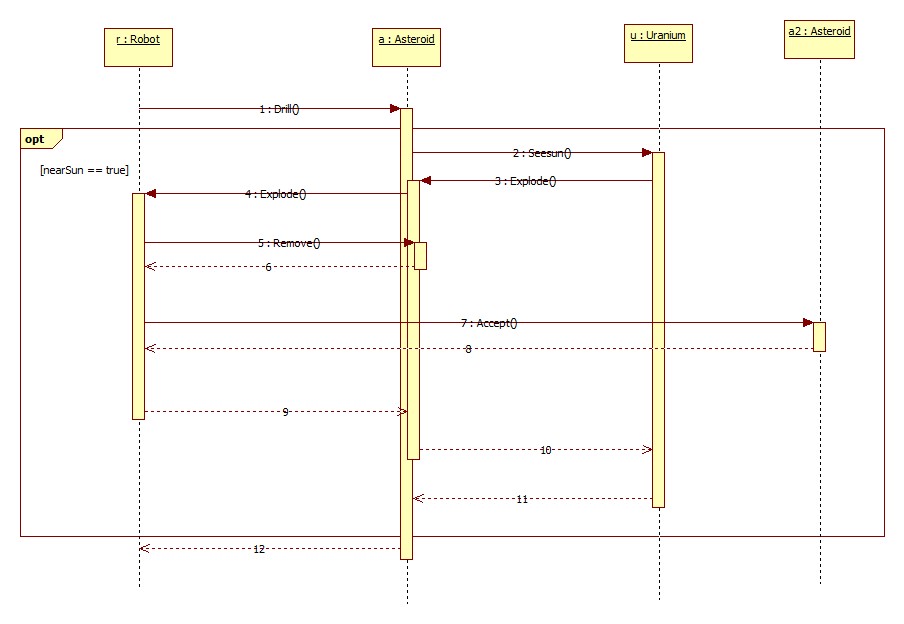 r : Robot
a : Asteroid
u : Uranium
a2 : Asteroid
1 : Drill()
opt
2 : Seesun()
[nearSun == true]
3 : Explode()
4 : Explode()
5 : Remove()
6
7 : Accept()
8
9
10
11
12